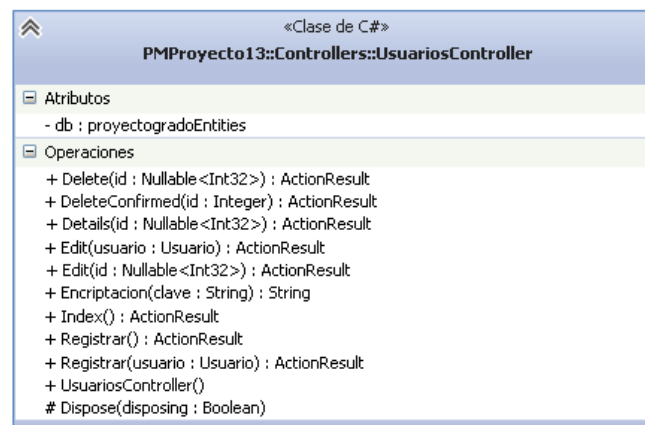 «Clase de C#»
PMProyecto13::Controllers::UsuariosController
Atributos
- db : proyectogradoEntities
Operaciones
+ Delete(id : Nullable<Int32>) : ActionResult
+ DeleteConfirmed(id : Integer) : ActionResult
+ Details(id : Nullable<Int32>) : ActionResult
+ Edit(usuario : Usuario) : ActionResult
+ Edit(id : Nullable<Int32>) : ActionResult
+ Encriptacion(clave : String) : String
+ Index() : ActionResult
+ Registrar() : ActionResult
+ Registrar(usuario : Usuario) : ActionResult
+ UsuariosController()
# Dispose(disposing : Boolean)